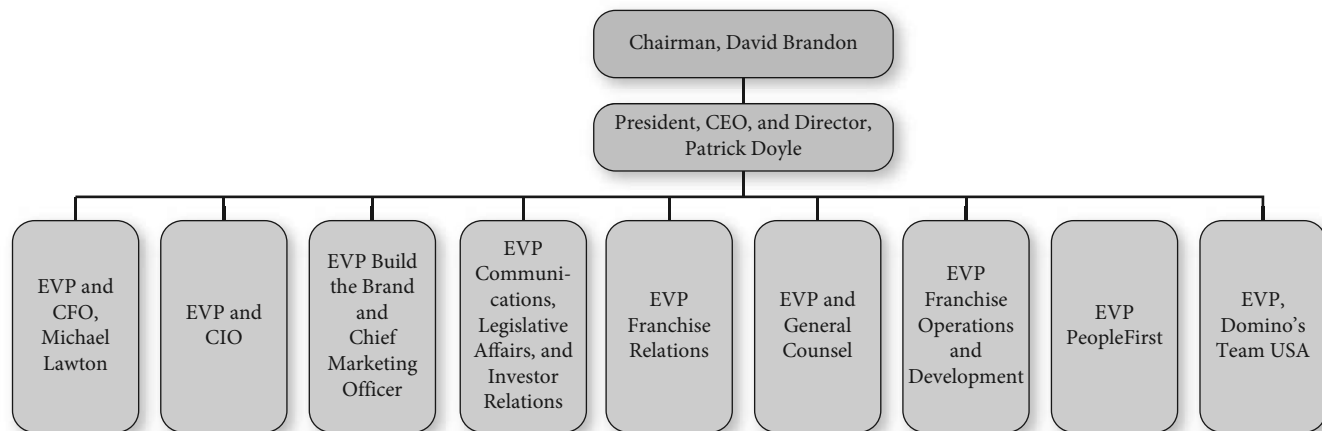 Chairman, David Brandon
President, CEO, and Director,
Patrick Doyle
EVP and
CFO,
Michael
Lawton
EVP and
CIO
EVP Build
the Brand
and
Chief
Marketing
Officer
EVP
Communi-
cations,
Legislative
Affairs, and
Investor
Relations
EVP
Franchise
Relations
EVP and
General
Counsel
EVP
Franchise
Operations
and
Development
EVP
PeopleFirst
EVP,
Domino’s
Team USA